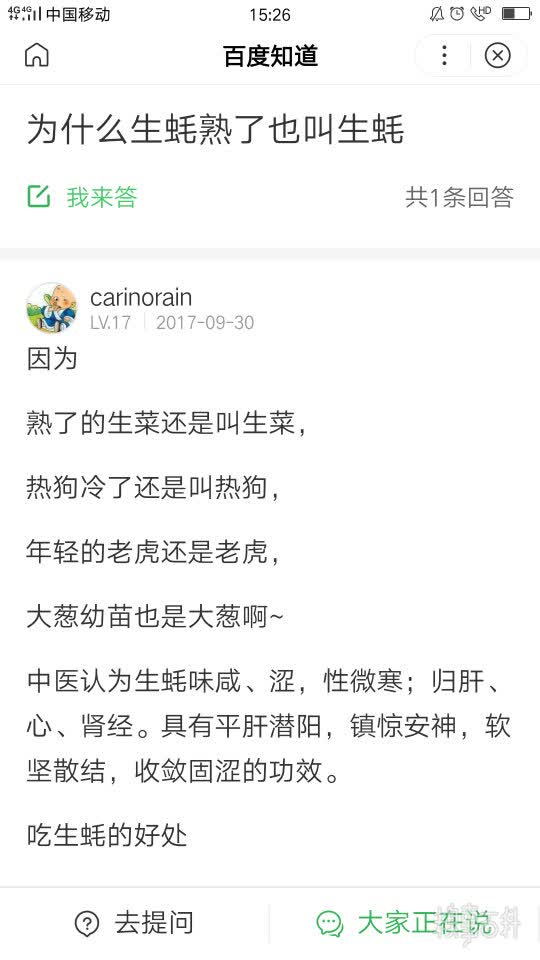 4G 4G 中国移动 15:26 HD
百度知道
为什么生蚝熟了也叫生蚝
我来答 共1条回答
carinorain
LV.17 2017-09-30
因为
熟了的生菜还是叫生菜，
热狗冷了还是叫热狗，
年轻的老虎还是老虎，
大葱幼苗也是大葱啊~
中医认为生蚝味咸、涩，性微寒；归肝、
心、肾经。具有平肝潜阳，镇惊安神，软
坚散结，收敛固涩的功效。
吃生蚝的好处
去提问 大家正在说